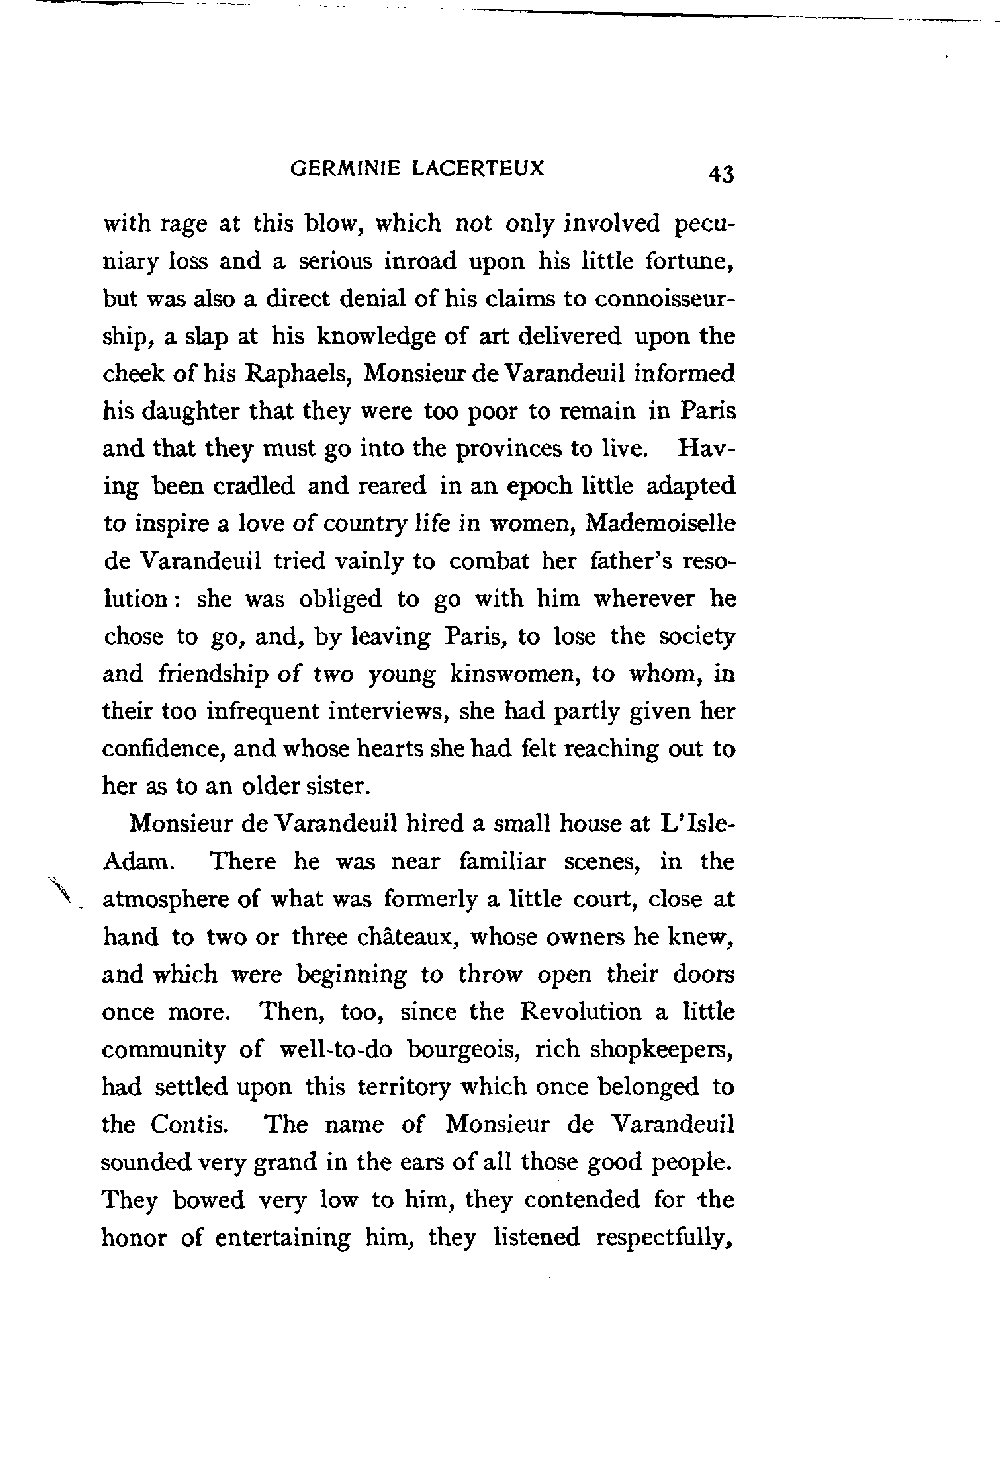 GERMINIE LACERTEUX 43
with rage at this blow, which not only involved pecu-
niary loss and a serious inroad upon his little fortune,
but was also a direct denial of his claims to connoisseur-
ship, a slap at his knowledge of art delivered upon the
cheek of his Raphaels, Monsieur de Varandeuil informed
his daughter that they were too poor to remain in Paris
and that they must go into the provinces to live. Hav-
ing been cradled and reared in an epoch little adapted
to inspire a love of country life in women, Mademoiselle
de Varandeuil tried vainly to combat her father's reso-
lution: she was obliged to go with him wherever he
chose to go, and, by leaving Paris, to lose the society
and friendship of two young kinswomen, to whom, in
their too infrequent interviews, she had partly given her
confidence, and whose hearts she had felt reaching out to
her as to an older sister.
Monsieur de Varandeuil hired a small house at L'Isle-
Adam. There he was near familiar scenes, in the
atmosphere of what was formerly a little court, close at
hand to two or three châteaux, whose owners he knew,
and which were beginning to throw open their doors
once more. Then, too, since the Revolution a little
community of well-to-do bourgeois, rich shopkeepers,
had settled upon this territory which once belonged to
the Contis. The name of Monsieur de Varandeuil
sounded very grand in the ears of all those good people.
They bowed very low to him, they contended for the
honor of entertaining him, they listened respectfully,